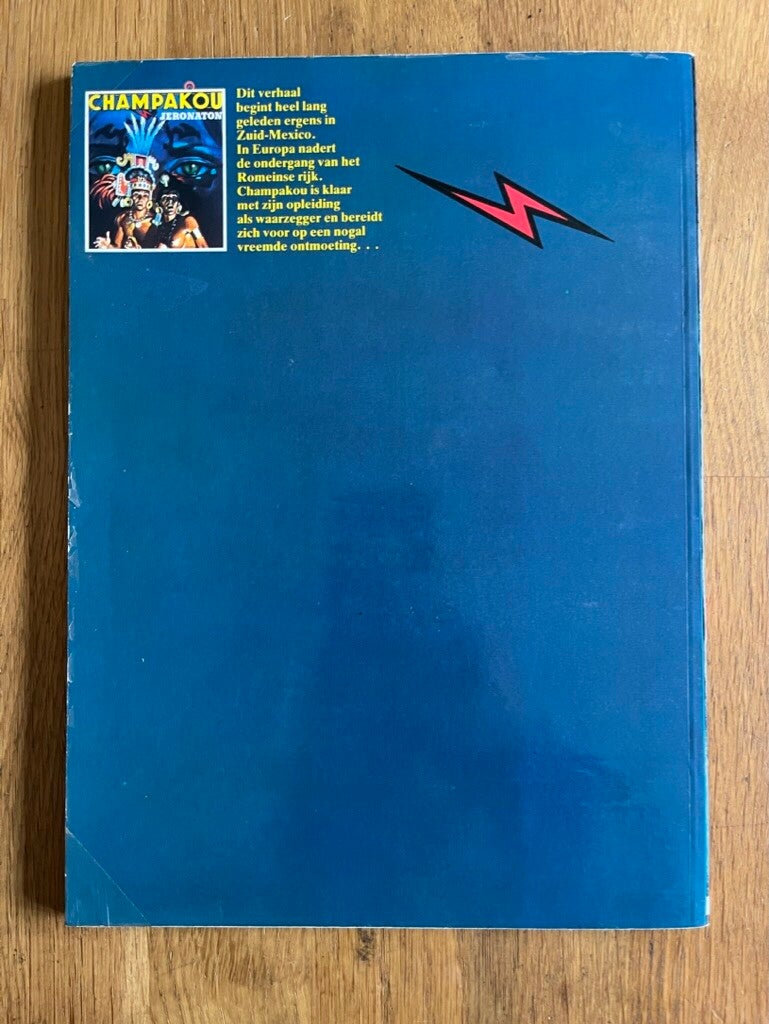 CHAMPAKOU
JERONATON
Dit verhaal
begint heel lang
geleden ergens in
Zuid-Mexico.
In Europa nadert
de ondergang van het
Romeinse rijk.
Champakou is klaar
met zijn opleiding
als waarzegger en bereidt
zich voor op een nogal
vreemde ontmoeting. . .